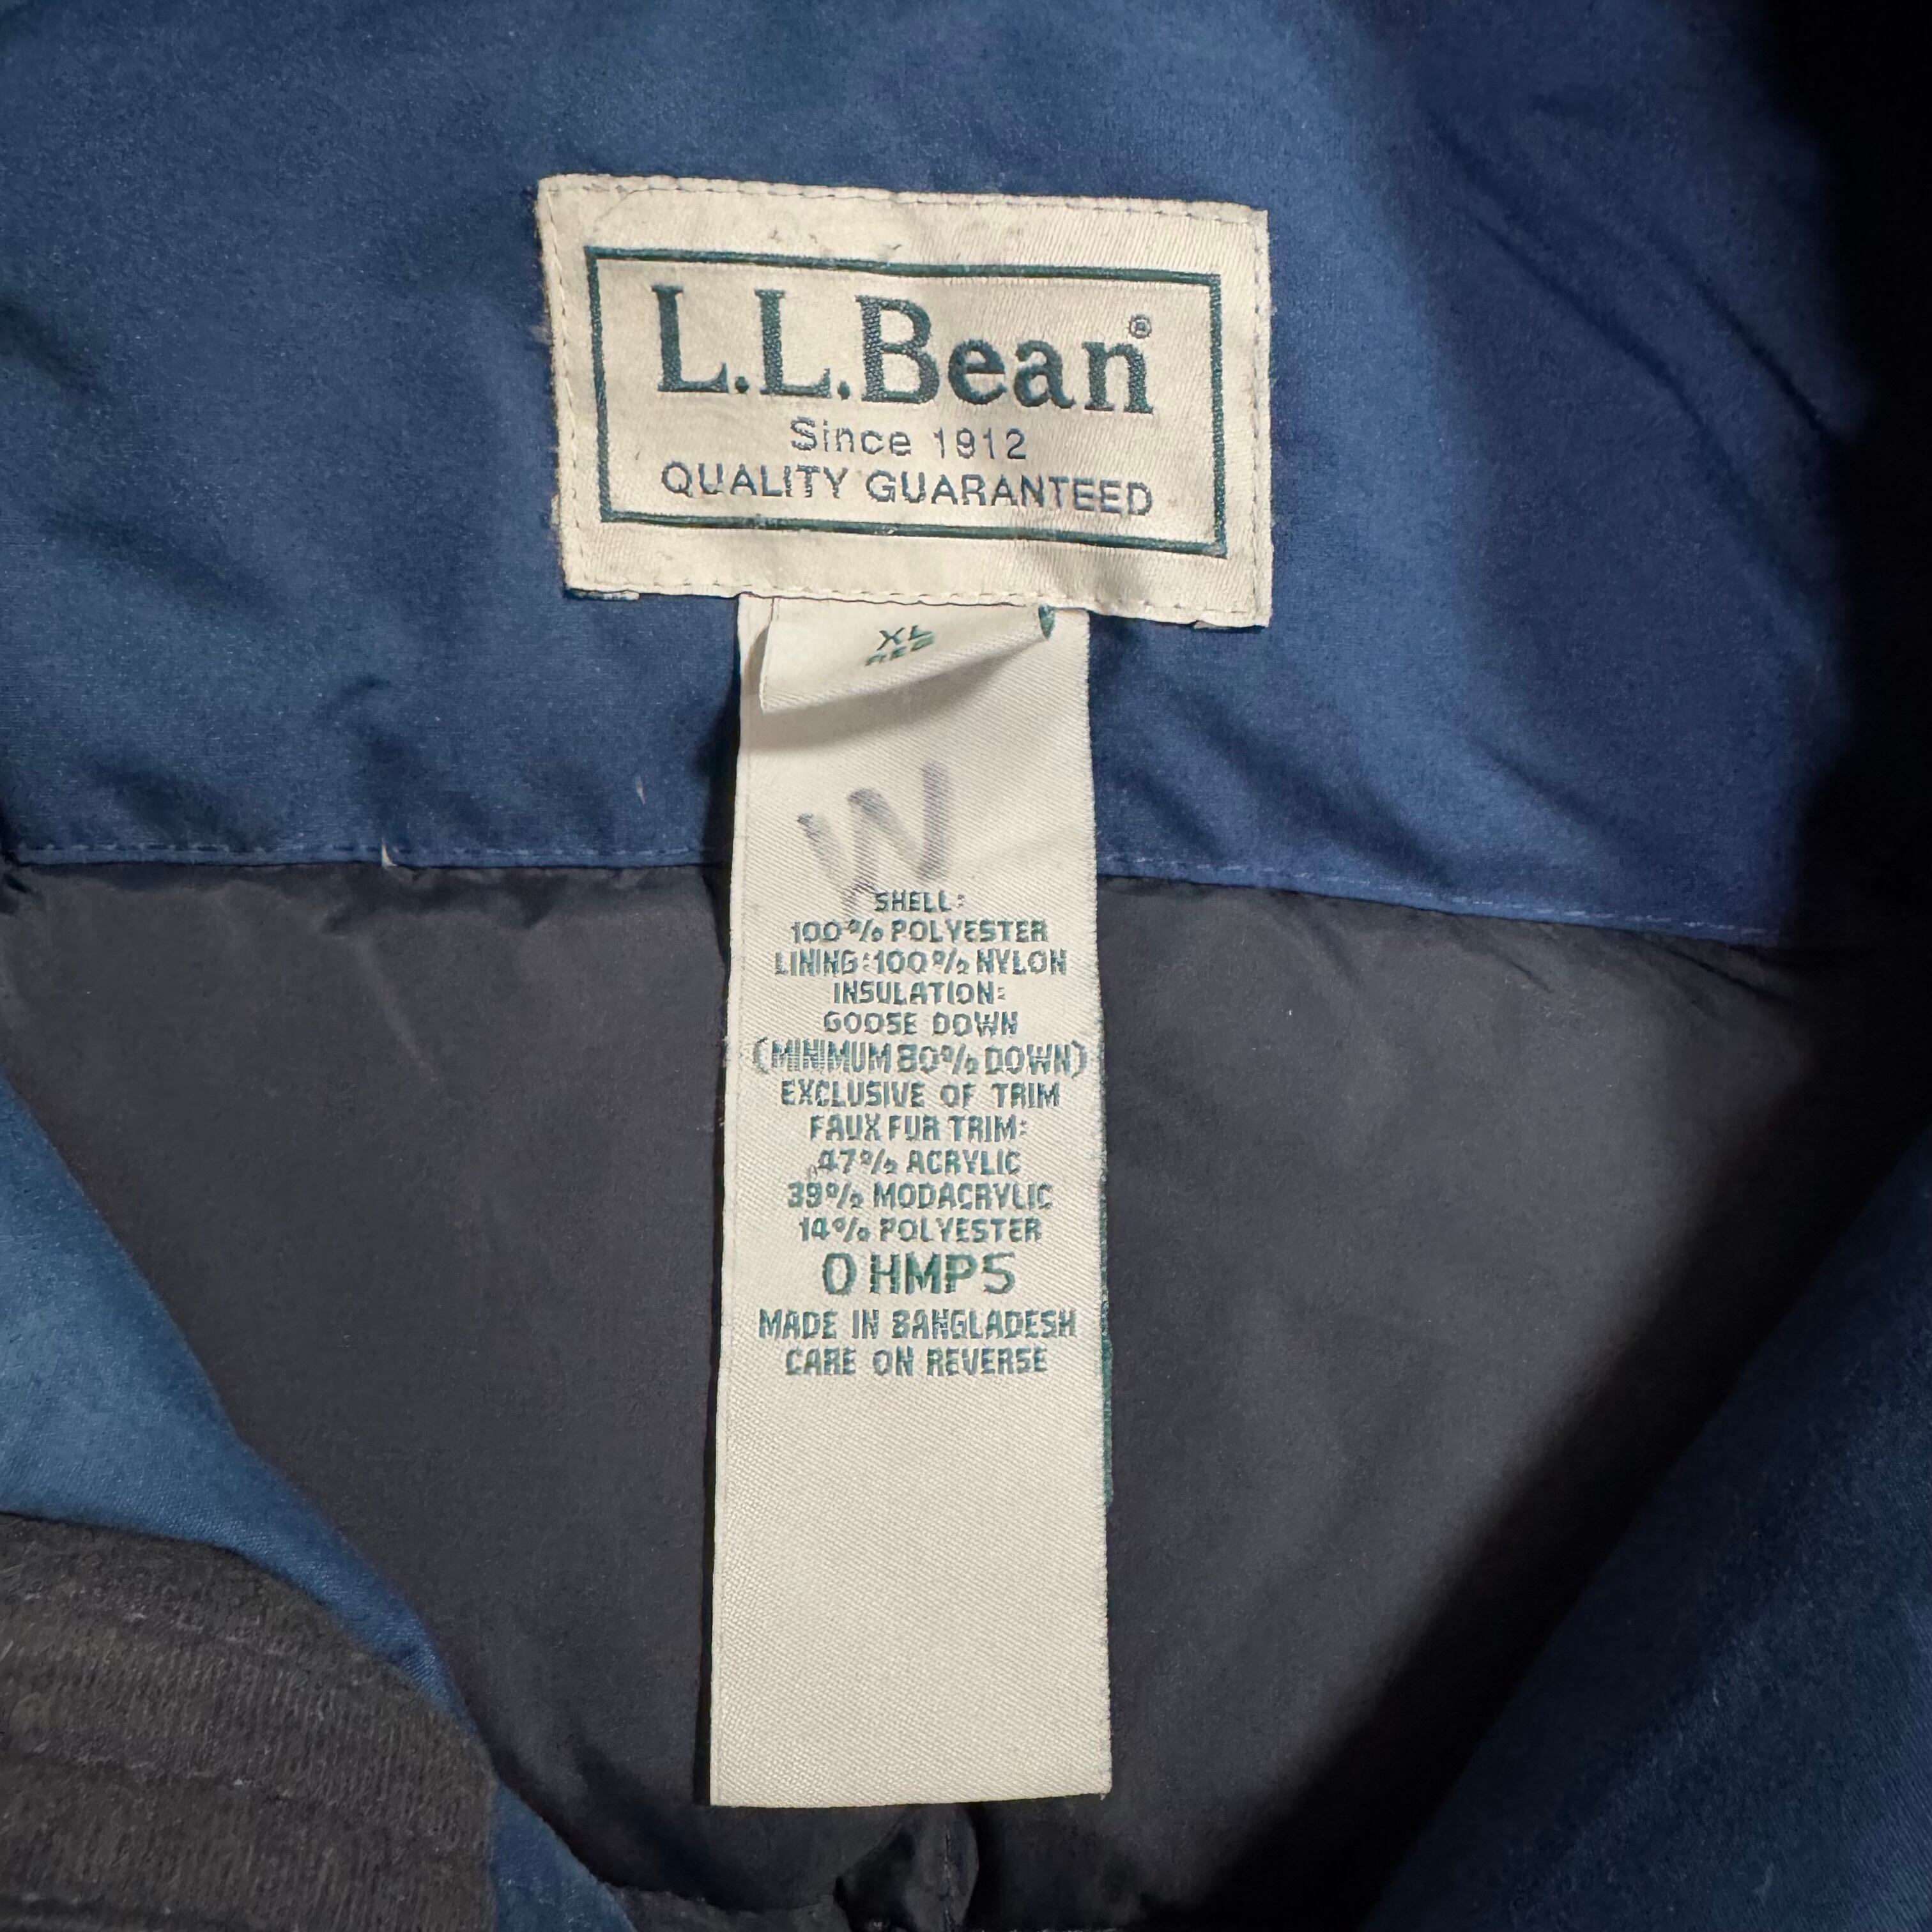 L.L.Bean®
Since 1912
QUALITY GUARANTEED
XL
REG
W
SHELL:
100% POLYESTER
LINING:100% NYLON
INSULATION:
GOOSE DOWN
(MINIMUM 80% DOWN)
EXCLUSIVE OF TRIM
FAUX FUR TRIM:
47% ACRYLIC
39% MODACRYLIC
14% POLYESTER
0 HMP5
MADE IN BANGLADESH
CARE ON REVERSE